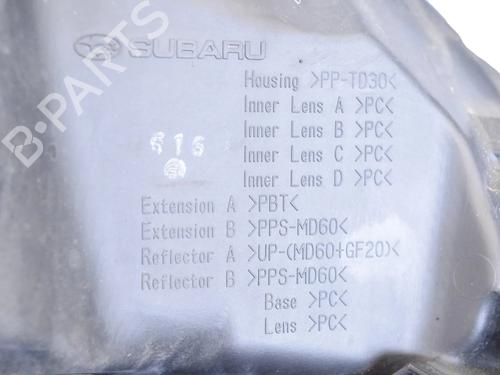 SUBARU
Housing >PP-TD30<
Inner Lens A >PC<
Inner Lens B >PC<
616
Inner Lens C >PC<
Inner Lens D >PC<
Extension A >PBT<
Extension B >PPS-MD60<
Reflector A >UP-(MD60+GF20)<
Reflector B >PPS-MD60<
Base >PC<
Lens >PC<
B-PARTS